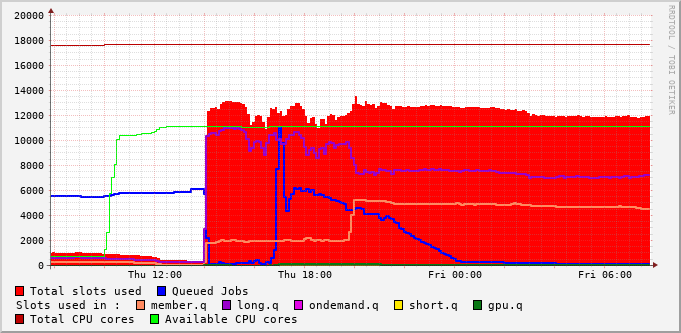 20000
18000
16000
14000
12000
10000
8000
6000
4000
2000
0
Thu 12:00 Thu 18:00 Fri 00:00 Fri 06:00
Total slots used Queued Jobs
Slots used in : member.q long.q ondemand.q short.q gpu.q
Total CPU cores Available CPU cores
RRDTOOL / TOBI OETIKER